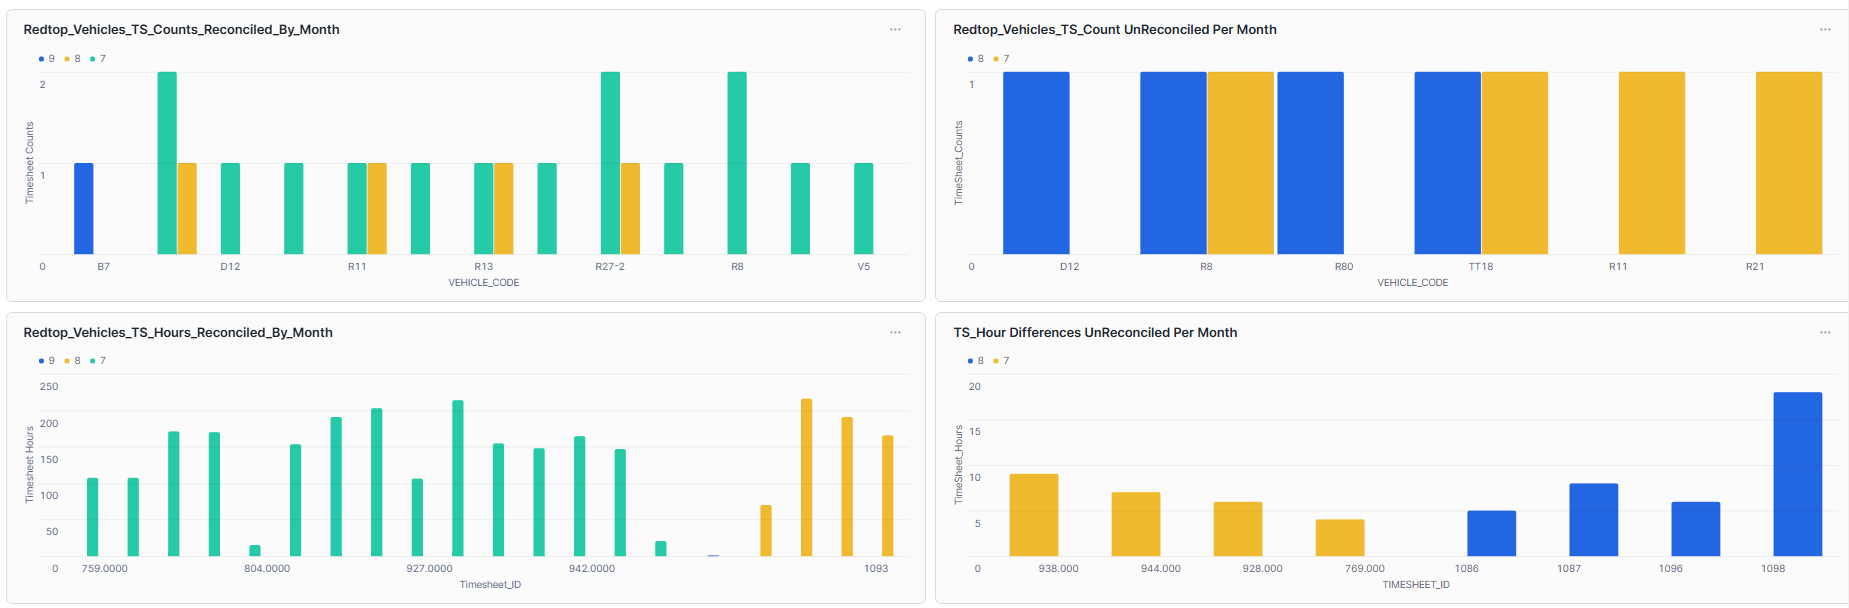 Redtop_Vehicles_TS_Counts_Reconciled_By_Month
...
9 8 7
Timesheet Counts
2
1
0
B7 D12 R11 R13 R27-2 R8 V5
VEHICLE_CODE
Redtop_Vehicles_TS_Count UnReconciled Per Month
...
8 7
TimeSheet_Counts
1
0
D12 R8 R80 TT18 R11 R21
VEHICLE_CODE
Redtop_Vehicles_TS_Hours_Reconciled_By_Month
...
9 8 7
Timesheet Hours
250
200
150
100
50
0
759.0000 804.0000 927.0000 942.0000 1093
Timesheet_ID
TS_Hour Differences UnReconciled Per Month
...
8 7
TimeSheet_Hours
20
15
10
5
0
938.000 944.000 928.000 769.000 1086 1087 1096 1098
TIMESHEET_ID